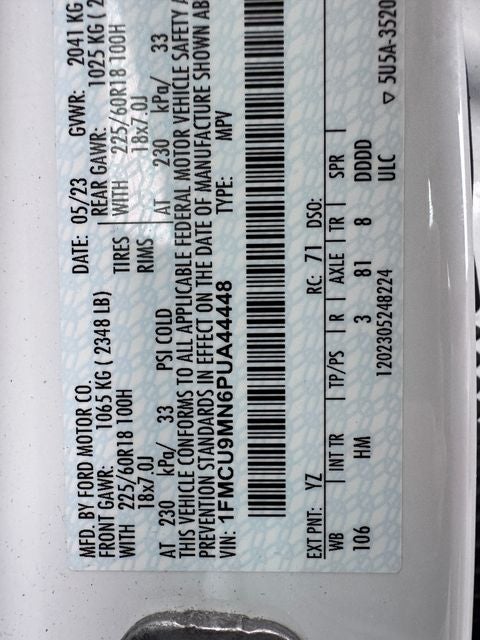 MFD. BY FORD MOTOR CO.
DATE: 05/23 GVWR: 2041 KG
FRONT GAWR: 1065 KG ( 2348 LB) REAR GAWR: 1025 KG (
WITH 225/60R18 100H TIRES WITH 225/60R18 100H
18x7.0J RIMS 18x7.0J
AT 230 kPa/ 33 PSI COLD AT 230 kPa/ 33
THIS VEHICLE CONFORMS TO ALL APPLICABLE FEDERAL MOTOR VEHICLE SAFETY
PREVENTION STANDARDS IN EFFECT ON THE DATE OF MANUFACTURE SHOWN AB
VIN: 1FMCU9MN6PUA44448 TYPE: MPV
EXT PNT: YZ RC: 71 DSO:
WB INT TR TP/PS R AXLE TR SPR
106 HM 3 81 8 DDDD
1202305248224 ULC ▽ 5U5A-3520